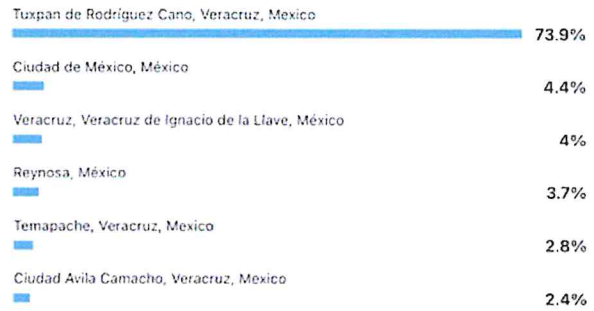 Tuxpan de Rodríguez Cano, Veracruz, Mexico
73.9%
Ciudad de México, México
4.4%
Veracruz, Veracruz de Ignacio de la Llave, México
4%
Reynosa, México
3.7%
Temapache, Veracruz, Mexico
2.8%
Ciudad Avila Camacho, Veracruz, Mexico
2.4%